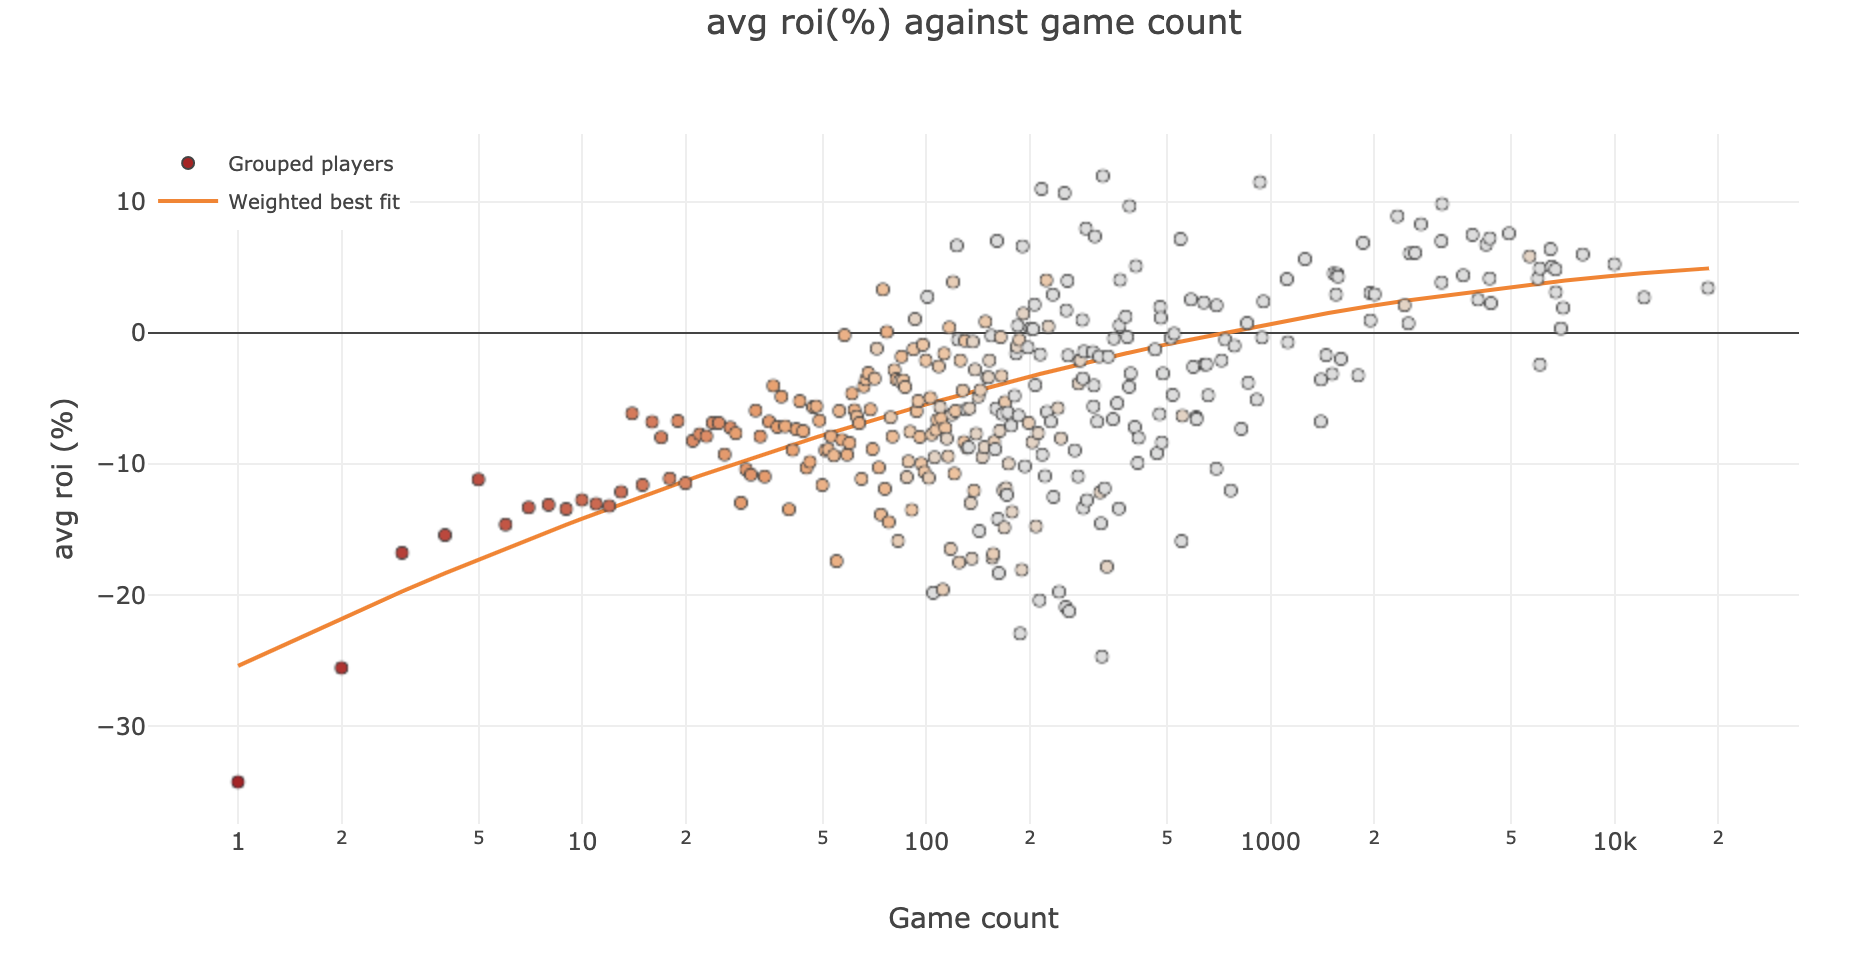 avg roi(%) against game count
Grouped players
Weighted best fit
10
0
−10
−20
−30
avg roi (%)
1 2 5 10 2 5 100 2 5 1000 2 5 10k 2
Game count